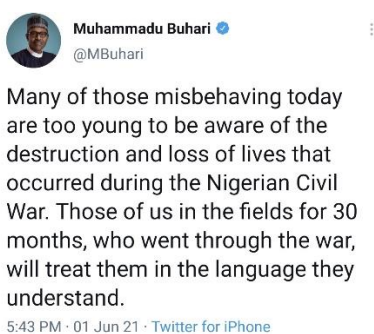 Muhammadu Buhari
@MBuhari
Many of those misbehaving today
are too young to be aware of the
destruction and loss of lives that
occurred during the Nigerian Civil
War. Those of us in the fields for 30
months, who went through the war,
will treat them in the language they
understand.
5:43 PM · 01 Jun 21 · Twitter for iPhone